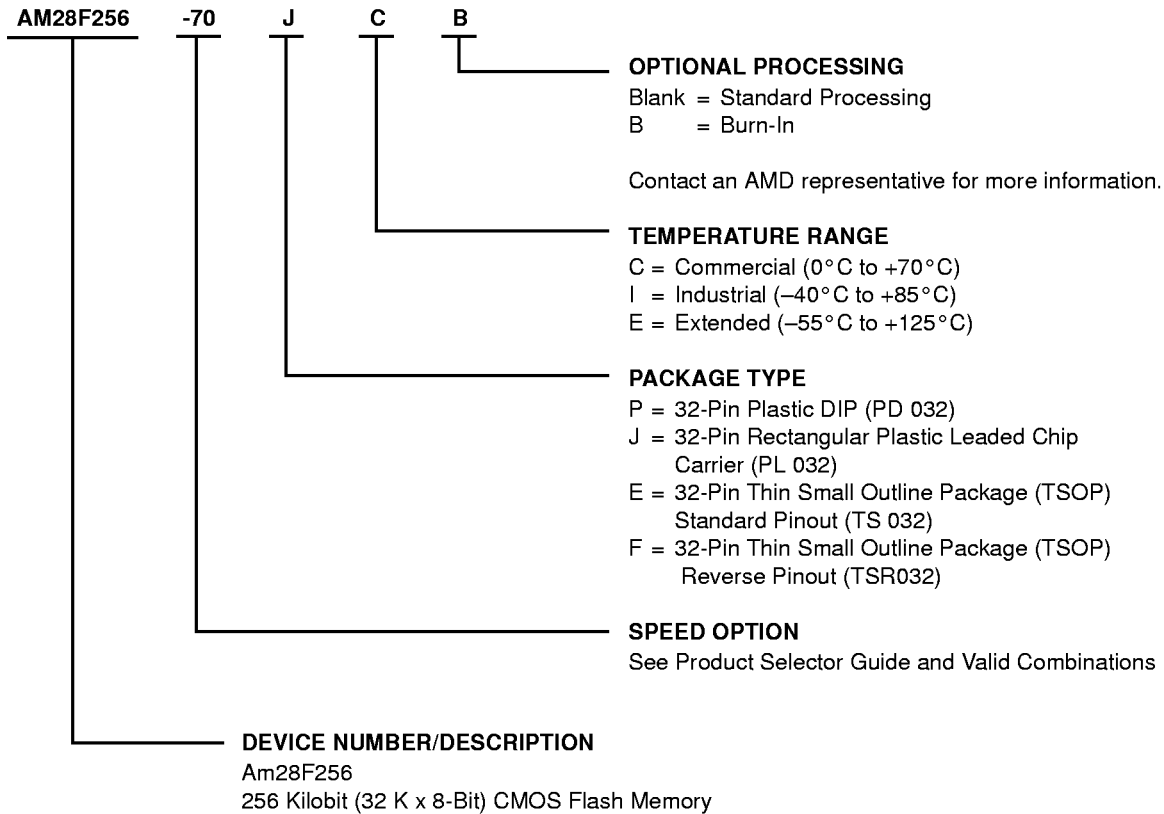 AM28F256 -70 J C B
OPTIONAL PROCESSING
Blank = Standard Processing
B = Burn-In
Contact an AMD representative for more information.
TEMPERATURE RANGE
C = Commercial (0°C to +70°C)
I = Industrial (–40°C to +85°C)
E = Extended (–55°C to +125°C)
PACKAGE TYPE
P = 32-Pin Plastic DIP (PD 032)
J = 32-Pin Rectangular Plastic Leaded Chip
Carrier (PL 032)
E = 32-Pin Thin Small Outline Package (TSOP)
Standard Pinout (TS 032)
F = 32-Pin Thin Small Outline Package (TSOP)
Reverse Pinout (TSR032)
SPEED OPTION
See Product Selector Guide and Valid Combinations
DEVICE NUMBER/DESCRIPTION
Am28F256
256 Kilobit (32 K x 8-Bit) CMOS Flash Memory